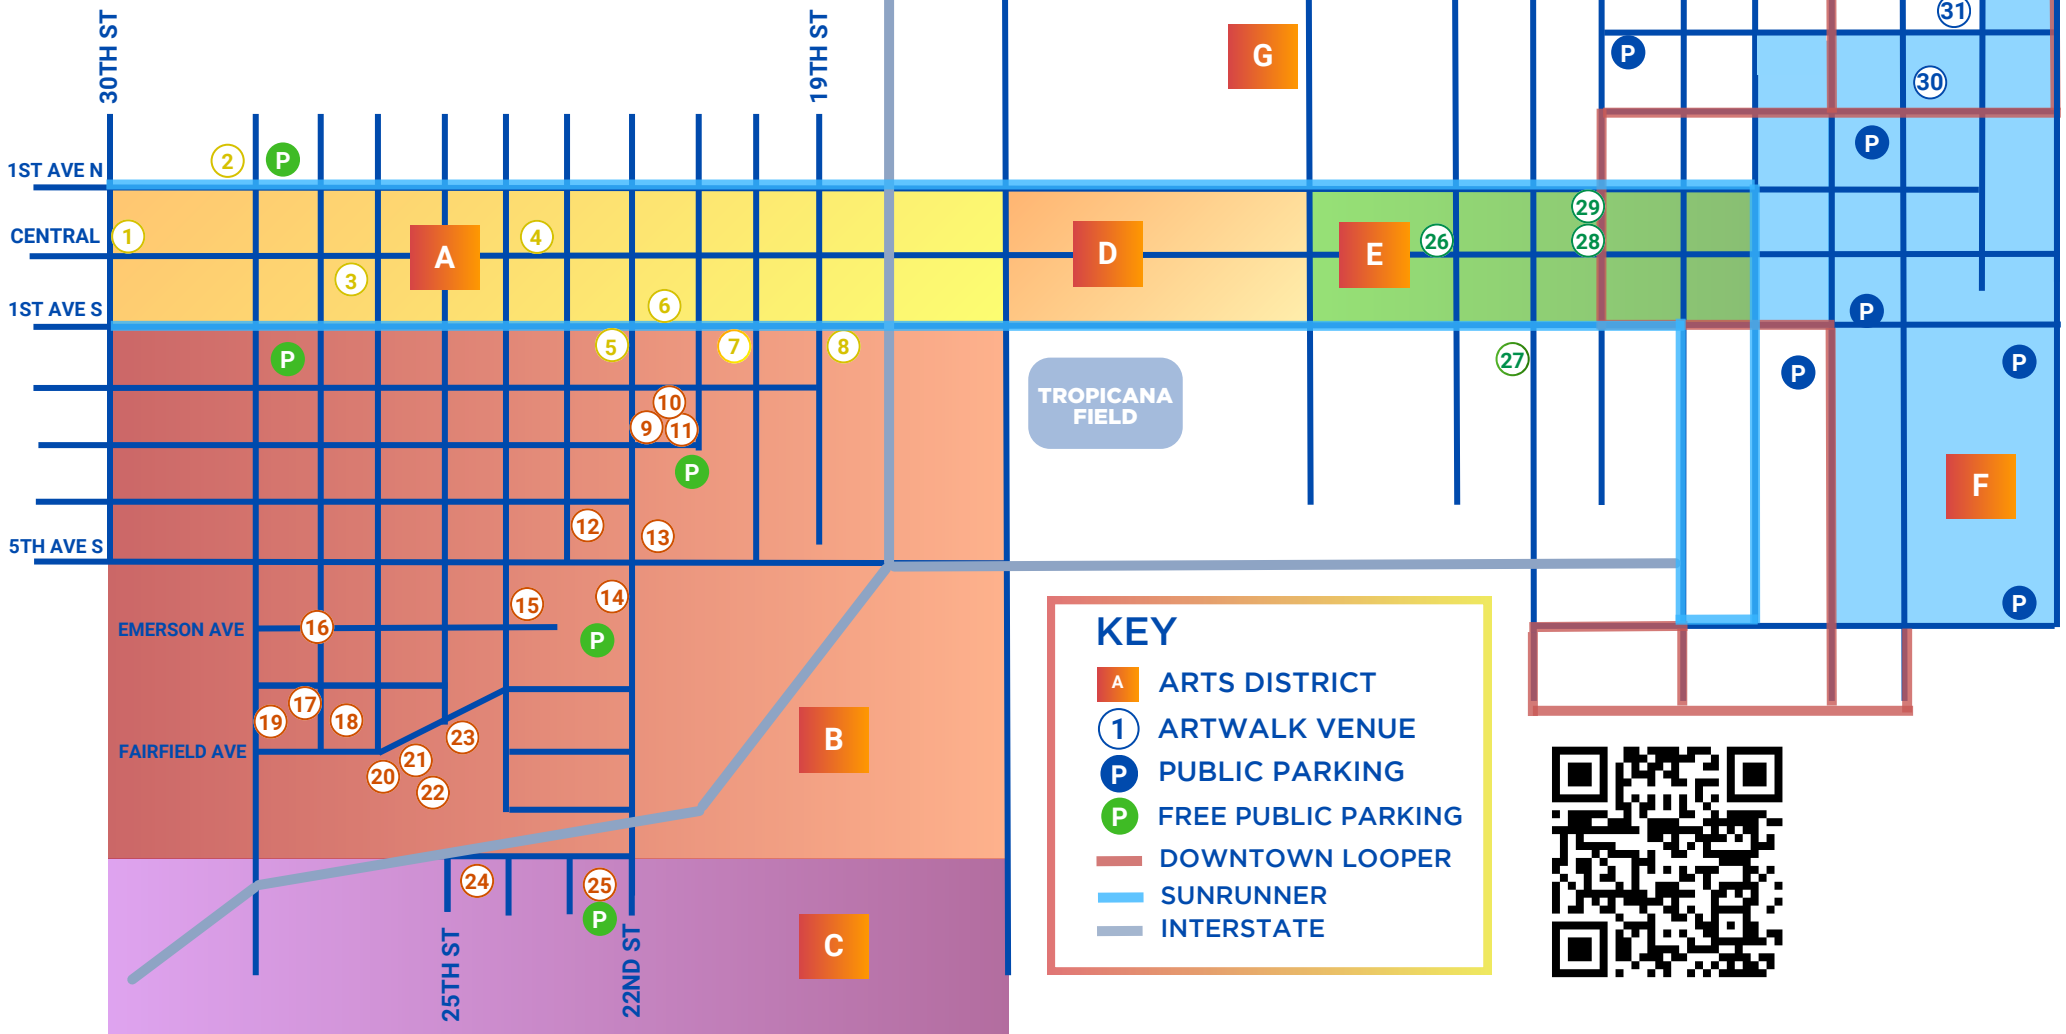 30TH ST
19TH ST
G
P
31
30
1ST AVE N
2
P
P
CENTRAL
1
A
4
D
E
26
29
28
3
1ST AVE S
6
P
5
7
8
27
P
P
P
TROPICANA
FIELD
10
9
11
P
F
12
13
5TH AVE S
EMERSON AVE
16
15
14
P
P
17
19
18
FAIRFIELD AVE
23
21
20
22
B
24
25
P
C
25TH ST
22ND ST
KEY
A ARTS DISTRICT
1 ARTWALK VENUE
P PUBLIC PARKING
P FREE PUBLIC PARKING
DOWNTOWN LOOPER
SUNRUNNER
INTERSTATE